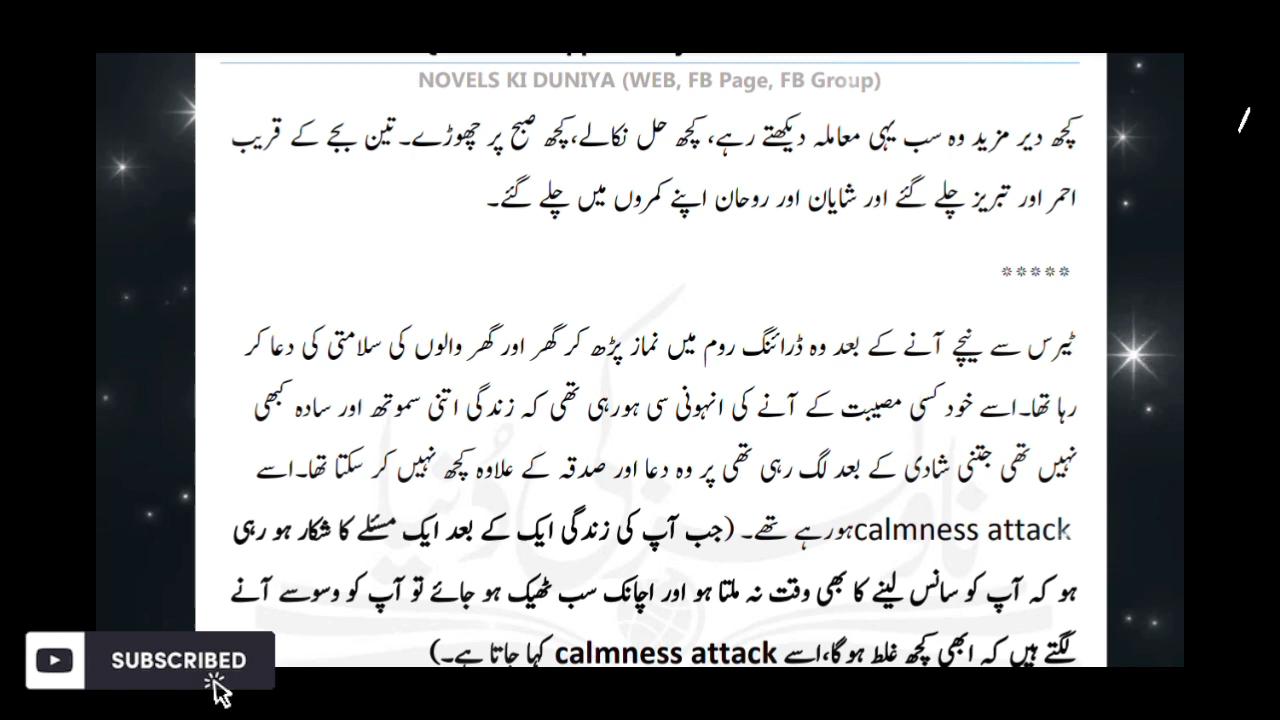 NOVELS KI DUNIYA (WEB, FB Page, FB Group)
کچھ دیر مزید وہ سب یہی معاملہ دیکھتے رہے، کچھ حل نکالے،کچھ صبح پر چھوڑے۔ تین بجے کے قریب
احمر اور تبریز چلے گئے اور شایان اور روحان اپنے کمروں میں چلے گئے۔
*****
ٹیرس سے نیچے آنے کے بعد وہ ڈرائنگ روم میں نماز پڑھ کر گھر اور گھر والوں کی سلامتی کی دعا کر
رہا تھا۔اسے خود کسی مصیبت کے آنے کی انہونی سی ہورہی تھی کہ زندگی اتنی سموتھ اور سادہ کبھی
نہیں تھی جتنی شادی کے بعد لگ رہی تھی پر وہ دعا اور صدقہ کے علاوہ کچھ نہیں کر سکتا تھا۔اسے
calmness attackہورہے تھے۔ (جب آپ کی زندگی ایک کے بعد ایک مسئلے کا شکار ہو رہی
ہو کہ آپ کو سانس لینے کا بھی وقت نہ ملتا ہو اور اچانک سب ٹھیک ہو جائے تو آپ کو وسوسے آنے
لگتے ہیں کہ ابھی کچھ غلط ہوگا،اسے calmness attack کہا جاتا ہے۔)
ناولز کی دُنیا
SUBSCRIBED